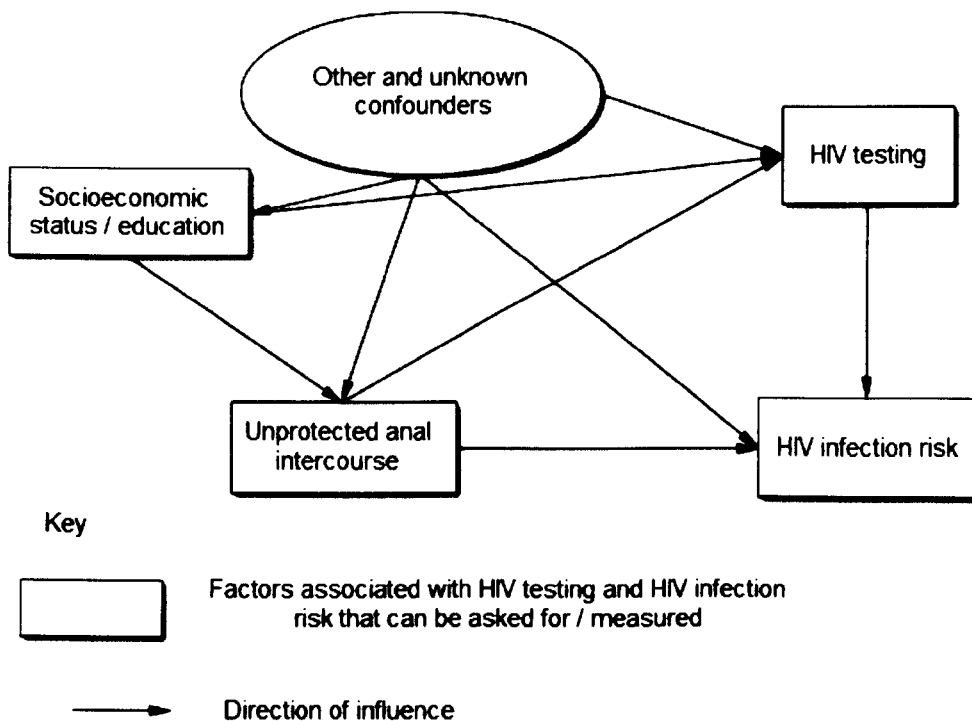 Other and unknown
confounders
HIV testing
Socioeconomic
status / education
Unprotected anal
intercourse
HIV infection risk
Key
Factors associated with HIV testing and HIV infection
risk that can be asked for / measured
Direction of influence